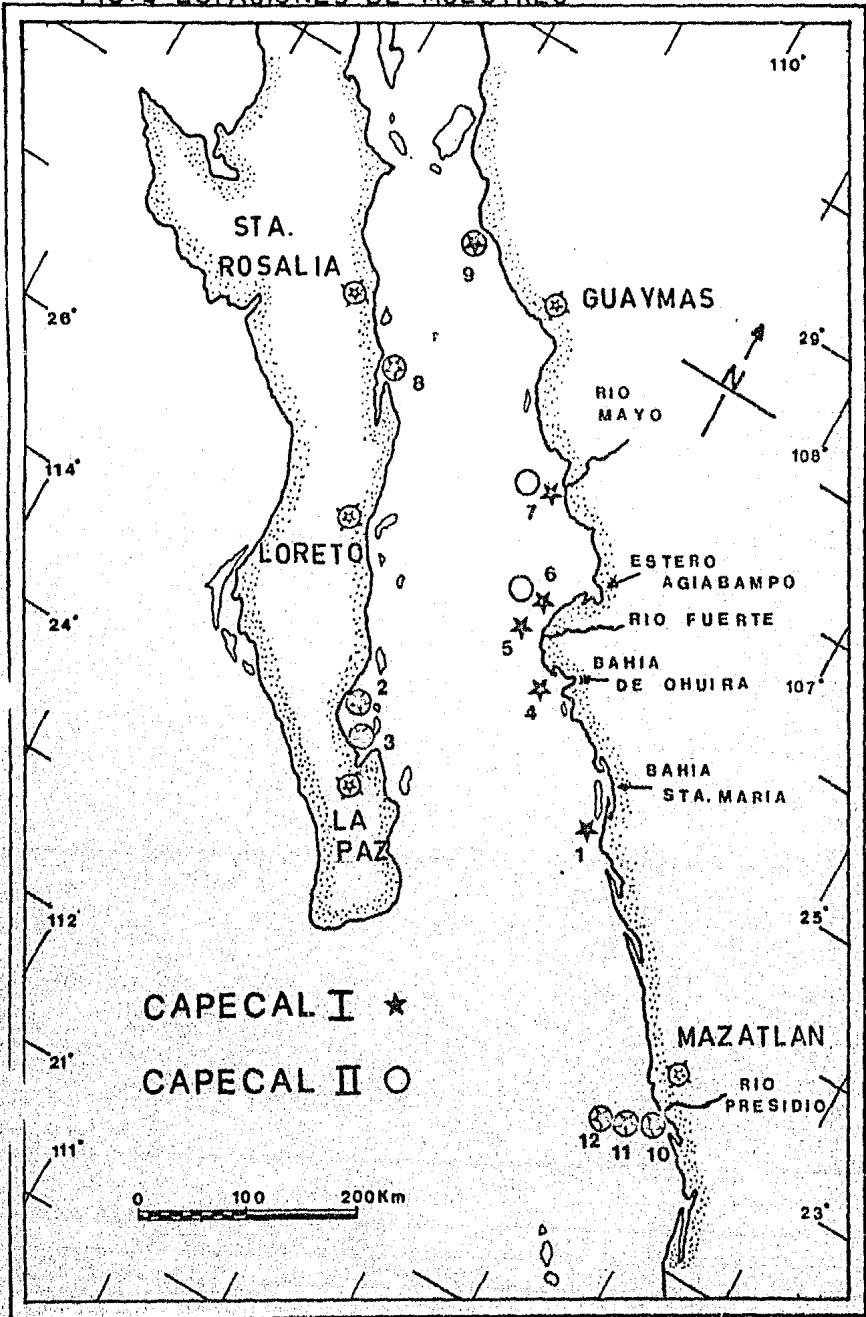 110°
STA.
ROSALIA
9
GUAYMAS
26°
29°
8
N
RIO
MAYO
114°
108°
7
LORETO
6
ESTERO
AGIABAMPO
24°
5
RIO FUERTE
BAHIA
DE OHUIRA
107°
2
4
3
BAHIA
STA. MARIA
LA
PAZ
1
112°
25°
CAPECAL I
MAZATLAN
21°
CAPECAL II
RIO
PRESIDIO
12
11
10
111°
0 100 200Km
23°